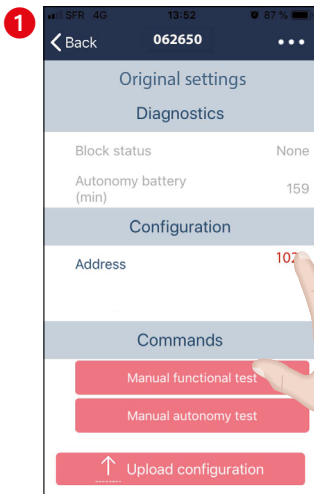 1
SFR 4G 13:52 87 %
Back 062650
Original settings
Diagnostics
Block status None
Autonomy battery 159
(min)
Configuration
Address
Commands
Manual functional test
Manual autonomy test
Upload configuration